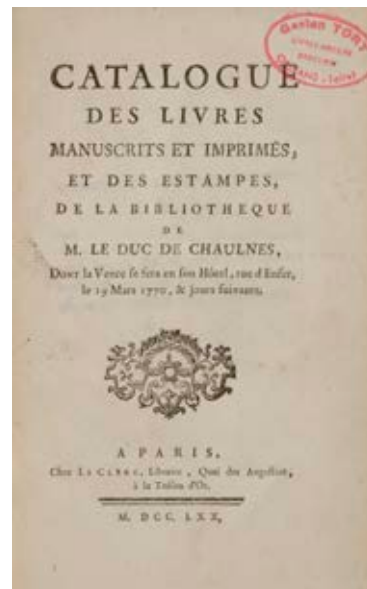 Gaston TORT
CATALOGUE
DES LIVRES
MANUSCRITS ET IMPRIMÉS,
ET DES ESTAMPES,
DE LA BIBLIOTHEQUE
DE
M. LE DUC DE CHAULNES,
Dont la Vente se fera en son Hôtel, rue d'Enfer,
le 19 Mars 1770, & jours suivans.
A PARIS,
Chez LE CLERC, Libraire, Quai des Augustins,
à la Toison d'Or.
M. DCC. LXX.